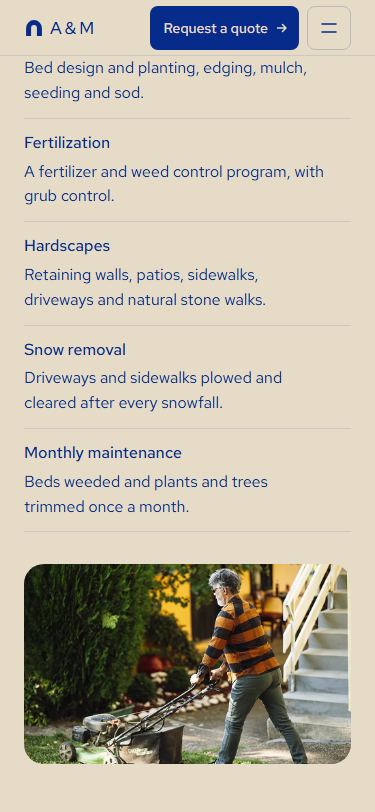 A & M
Request a quote →
Bed design and planting, edging, mulch,
seeding and sod.
Fertilization
A fertilizer and weed control program, with
grub control.
Hardscapes
Retaining walls, patios, sidewalks,
driveways and natural stone walks.
Snow removal
Driveways and sidewalks plowed and
cleared after every snowfall.
Monthly maintenance
Beds weeded and plants and trees
trimmed once a month.